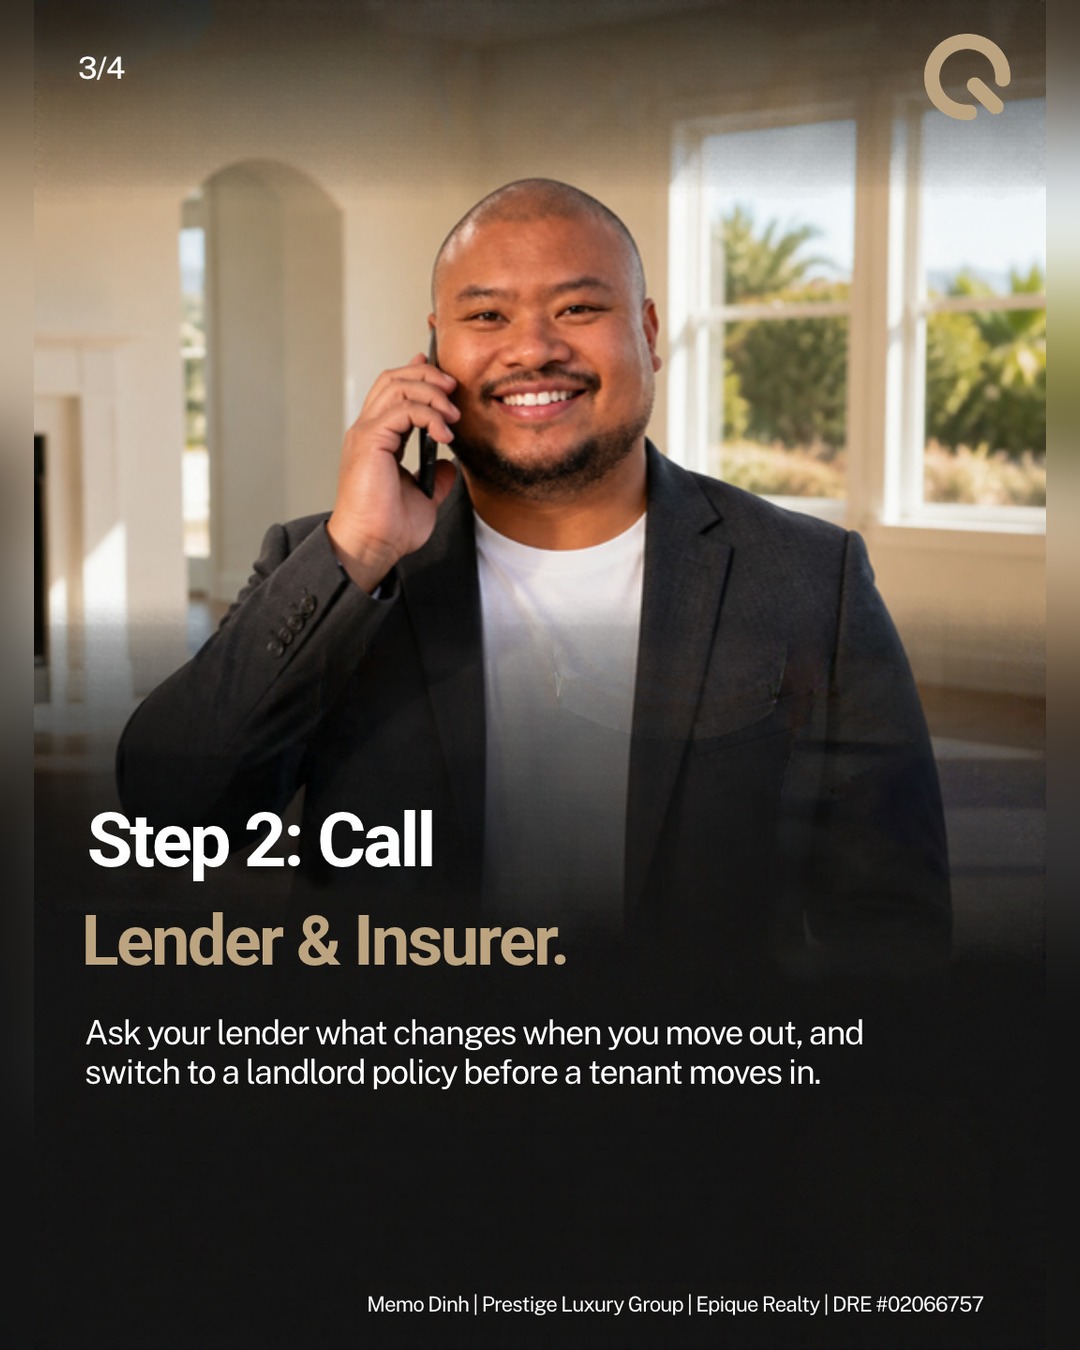 3/4
Step 2: Call
Lender & Insurer.
Ask your lender what changes when you move out, and
switch to a landlord policy before a tenant moves in.
Memo Dinh | Prestige Luxury Group | Epique Realty | DRE #02066757